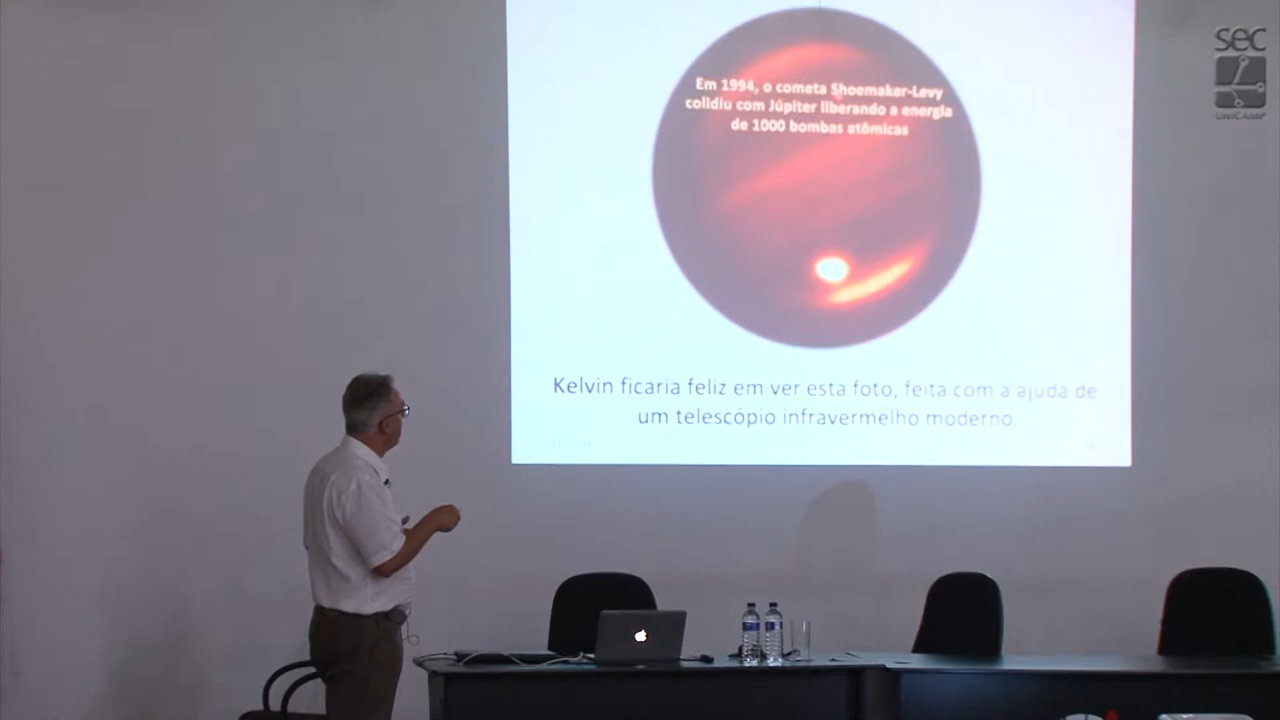 Em 1994, o cometa Shoemaker-Levy
colidiu com Júpiter liberando a energia
de 1000 bombas atômicas
Kelvin ficaria feliz em ver esta foto, feita com a ajuda de
um telescópio infravermelho moderno.
sec
UNICAMP